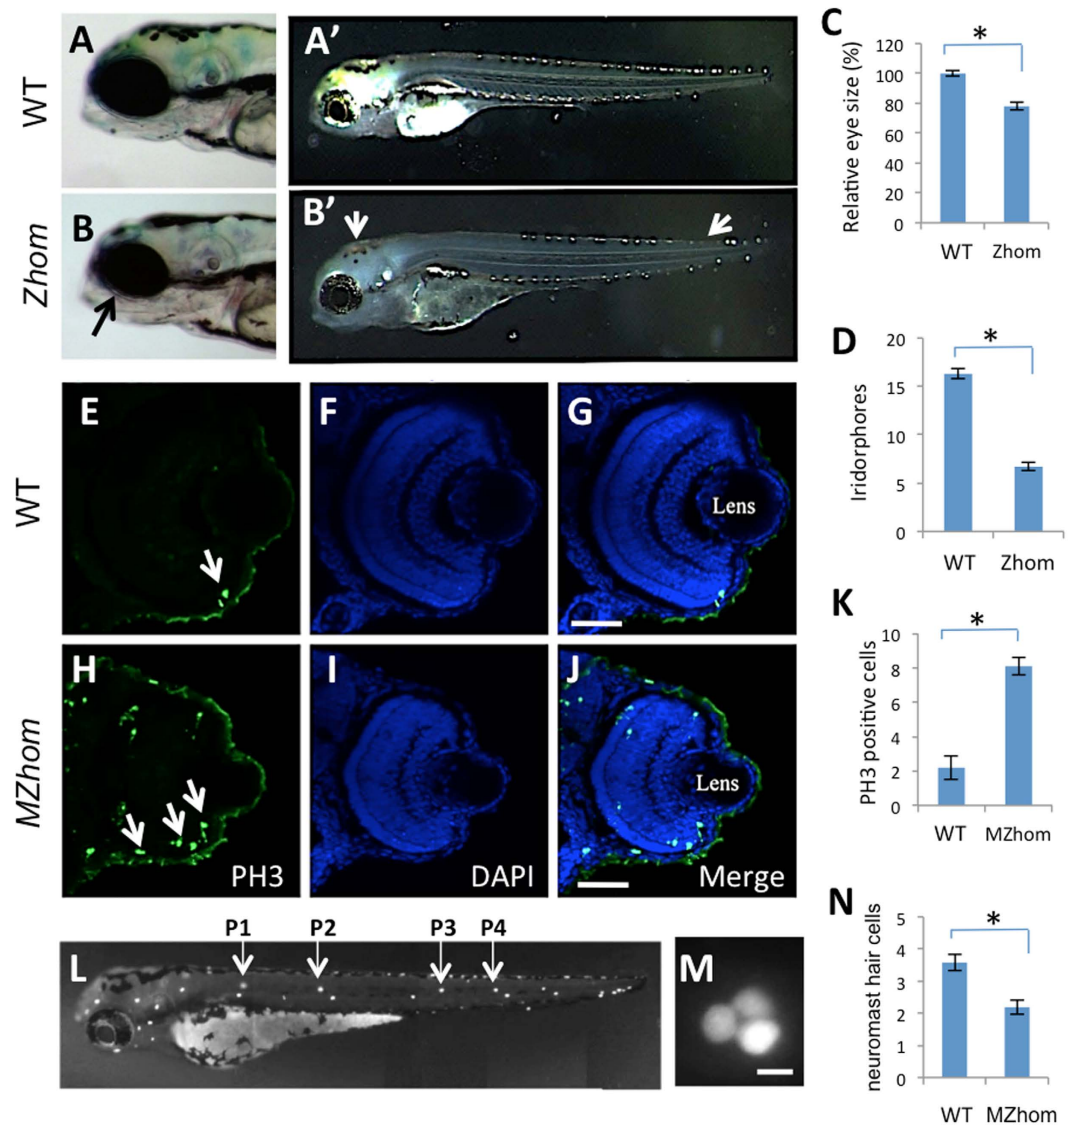 A
A’
WT
B
B’
Zhom
C
Relative eye size (%)
120
100
80
60
40
20
0
*
WT Zhom
D
Iridorphores
20
15
10
5
0
*
WT Zhom
E
F
G
WT
Lens
H
I
J
MZhom
Lens
PH3
DAPI
Merge
K
PH3 positive cells
10
8
6
4
2
0
*
WT MZhom
L
P1 P2 P3 P4
M
N
neuromast hair cells
5
4
3
2
1
0
*
WT MZhom